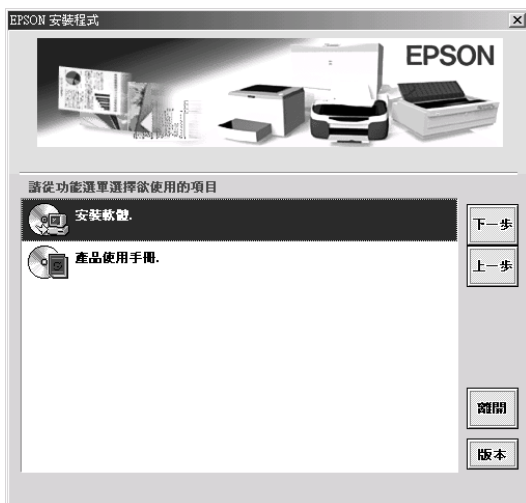 EPSON 安裝程式
EPSON
請從功能選單選擇欲使用的項目
安裝軟體.
產品使用手冊.
下一步
上一步
離開
版本